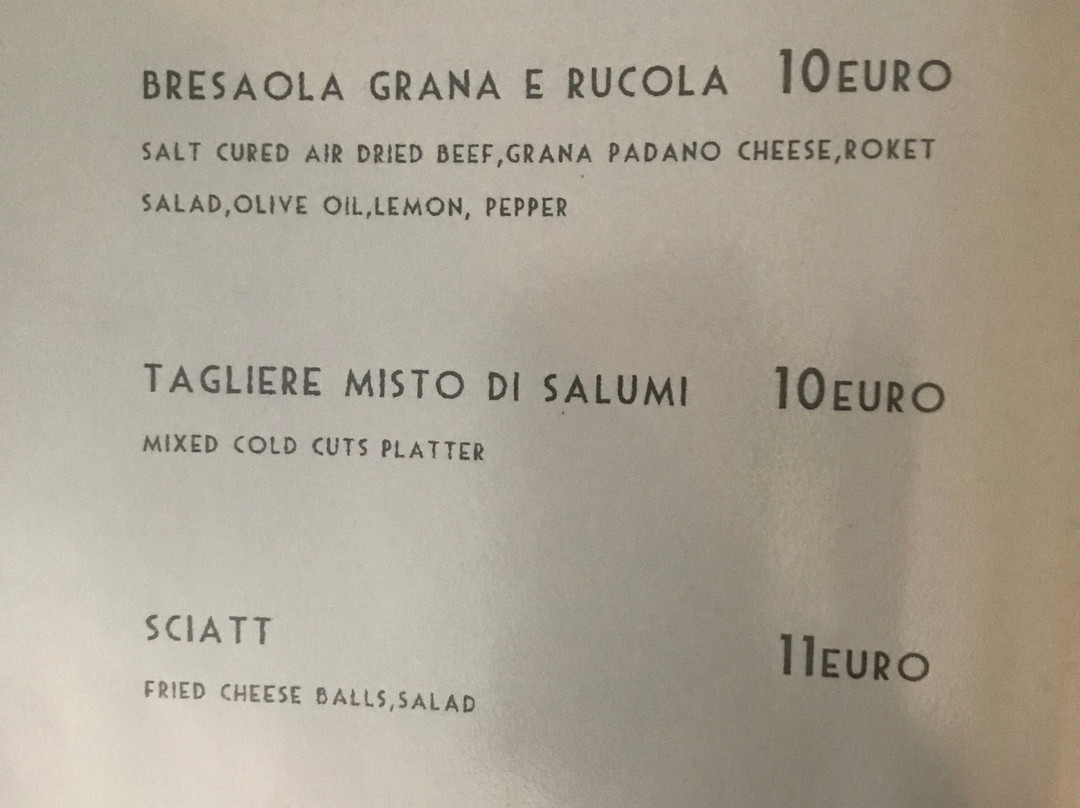 BRESAOLA GRANA E RUCOLA 10EURO
SALT CURED AIR DRIED BEEF,GRANA PADANO CHEESE,ROKET
SALAD,OLIVE OIL,LEMON, PEPPER
TAGLIERE MISTO DI SALUMI 10EURO
MIXED COLD CUTS PLATTER
SCIATT 11EURO
FRIED CHEESE BALLS,SALAD